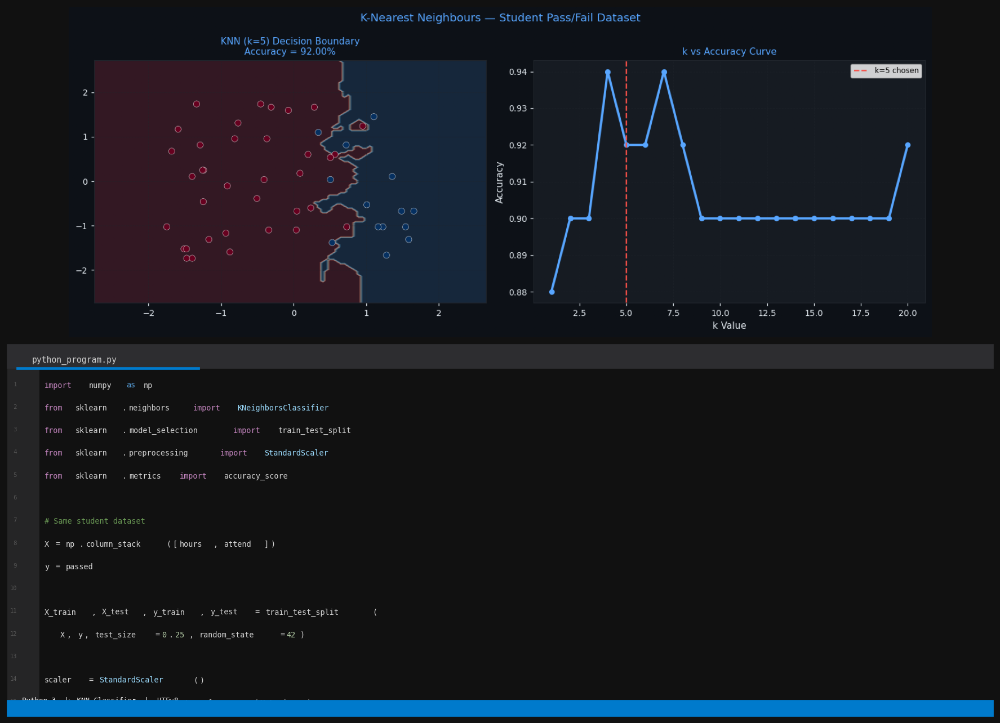 K-Nearest Neighbours — Student Pass/Fail Dataset
KNN (k=5) Decision Boundary
Accuracy = 92.00%
2
1
0
−1
−2
−2
−1
0
1
2
k vs Accuracy Curve
k=5 chosen
0.94
0.93
0.92
0.91
0.90
0.89
0.88
Accuracy
2.5
5.0
7.5
10.0
12.5
15.0
17.5
20.0
k Value
python_program.py
1 import numpy as np
2 from sklearn .neighbors import KNeighborsClassifier
3 from sklearn .model_selection import train_test_split
4 from sklearn .preprocessing import StandardScaler
5 from sklearn .metrics import accuracy_score
6
7 # Same student dataset
8 X = np .column_stack ([hours , attend ])
9 y = passed
10
11 X_train , X_test , y_train , y_test = train_test_split (
12 X, y, test_size =0.25 , random_state =42 )
13
14 scaler = StandardScaler ()
Python 3 | KNN Classifier | UTF-8